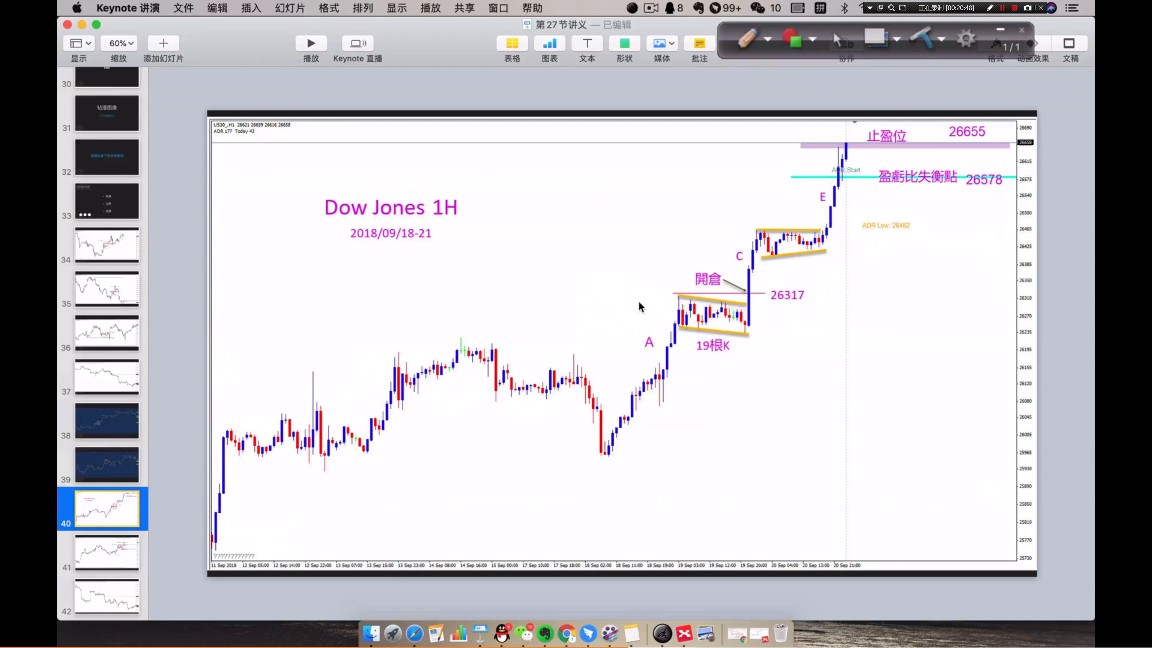 Keynote 讲演 文件 编辑 插入 幻灯片 格式 排列 显示 播放 共享 窗口 帮助 8 99+ 10
第27节讲义 — 已编辑
60%
显示 缩放 添加幻灯片 播放 Keynote 直播 表格 图表 文本 形状 媒体 批注 协作 格式 动画效果 文稿
1/1
30
31
32
33
34
35
36
37
38
39
40
41
42
US30.,H1 26621 26659 26616 26658
ADR 177 Today 43
止盈位 26655
盈虧比失衡點 26578
E
Dow Jones 1H
2018/09/18-21
ADR Low: 26482
C
開倉
26317
A
19根K
26690
26658
26615
26575
26540
26500
26465
26425
26385
26350
26310
26270
26235
26195
26155
26120
26080
26045
26005
25965
25930
25890
25850
25810
25770
25730
????????????
11 Sep 2018 12 Sep 05:00 12 Sep 14:00 12 Sep 22:00 13 Sep 07:00 13 Sep 15:00 13 Sep 23:00 14 Sep 08:00 14 Sep 16:00 15 Sep 00:00 17 Sep 10:00 17 Sep 18:00 18 Sep 02:00 18 Sep 11:00 18 Sep 19:00 19 Sep 03:00 19 Sep 12:00 19 Sep 20:00 20 Sep 04:00 20 Sep 13:00 20 Sep 21:00